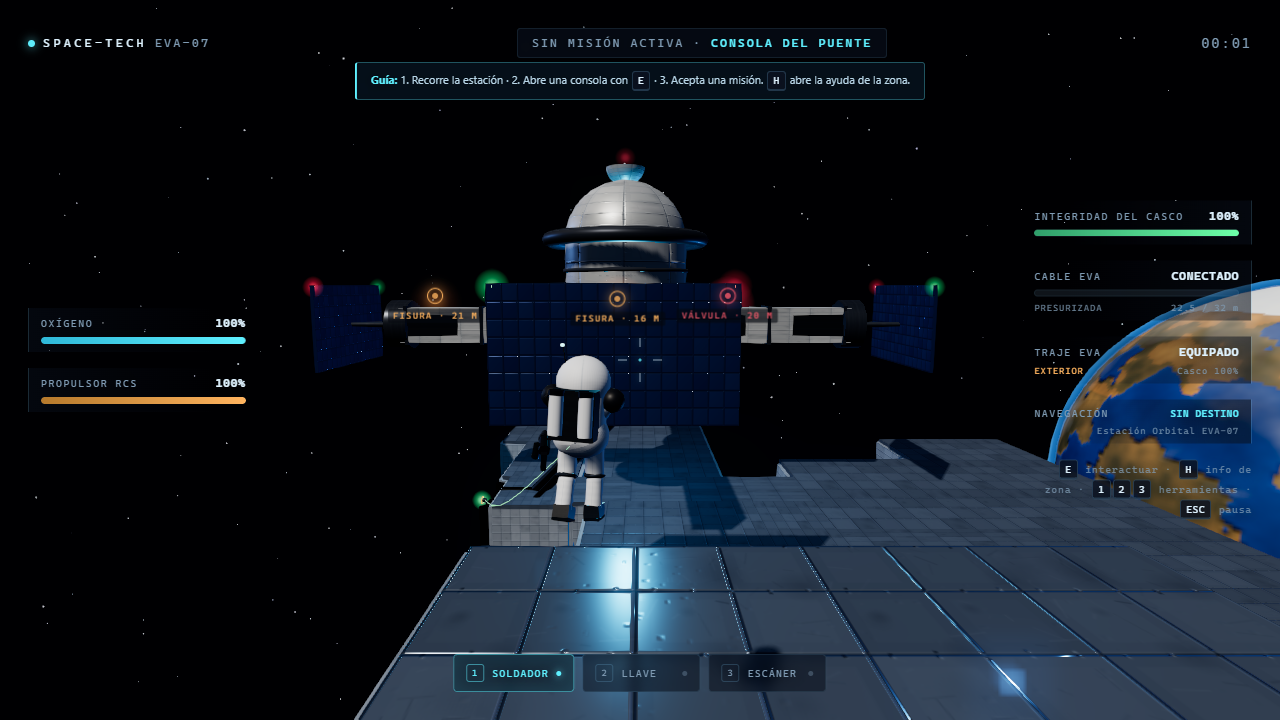 SPACE-TECH EVA-07
SIN MISIÓN ACTIVA · CONSOLA DEL PUENTE
00:01
Guía: 1. Recorre la estación · 2. Abre una consola con E · 3. Acepta una misión. H abre la ayuda de la zona.
INTEGRIDAD DEL CASCO 100%
CABLE EVA CONECTADO
PRESURIZADA 22.5 / 32 m
FISURA · 21 M
FISURA · 16 M
VÁLVULA · 20 M
OXÍGENO 100%
PROPULSOR RCS 100%
TRAJE EVA EQUIPADO
EXTERIOR Casco 100%
NAVEGACIÓN SIN DESTINO
Estación Orbital EVA-07
E interactuar · H info de
zona · 1 2 3 herramientas ·
ESC pausa
1 SOLDADOR
2 LLAVE
3 ESCÁNER